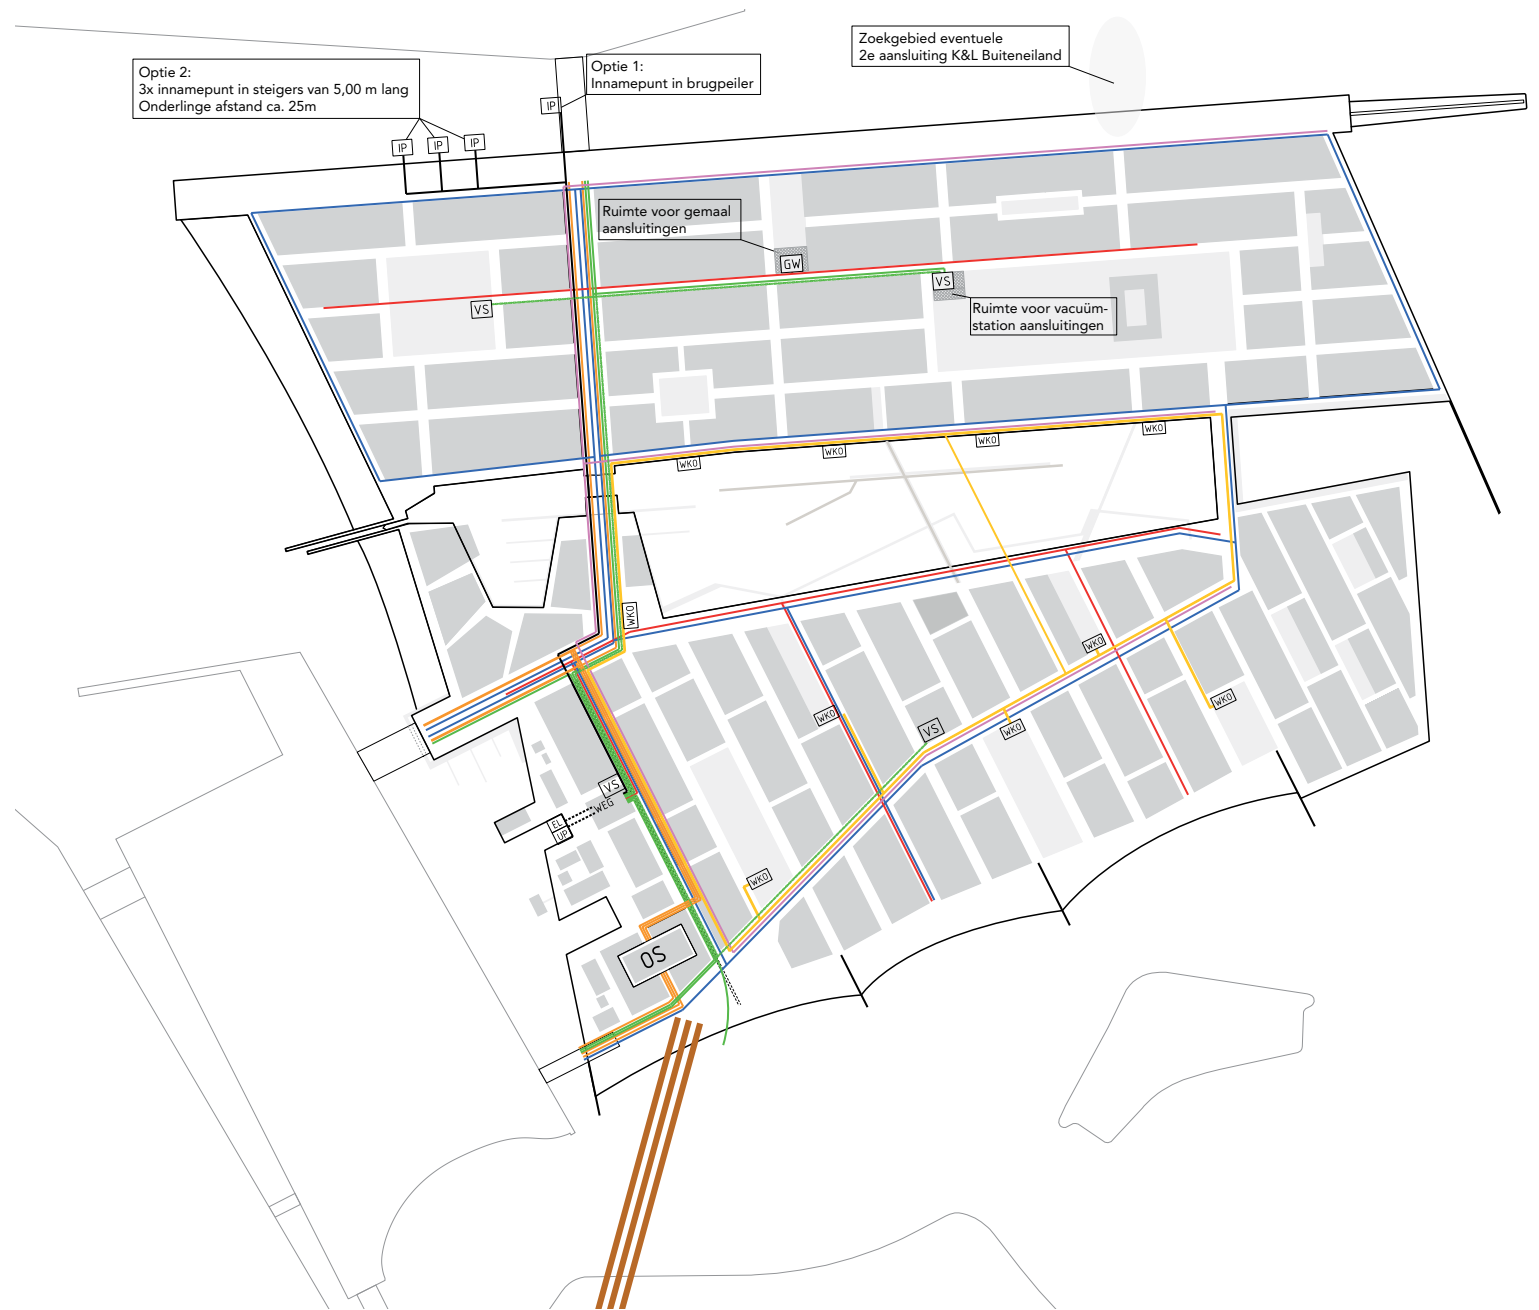 Zoekgebied eventuele
2e aansluiting K&L Buiteneiland
Optie 2:
3x innamepunt in steigers van 5,00 m lang
Onderlinge afstand ca. 25m
Optie 1:
Innamepunt in brugpeiler
IP
IP
IP
IP
Ruimte voor gemaal
aansluitingen
GW
VS
VS
Ruimte voor vacuüm-
station aansluitingen
WKO
WKO
WKO
WKO
WKO
WKO
WKO
WKO
WKO
VS
VS
WEG
EL
UP
WKO
OS